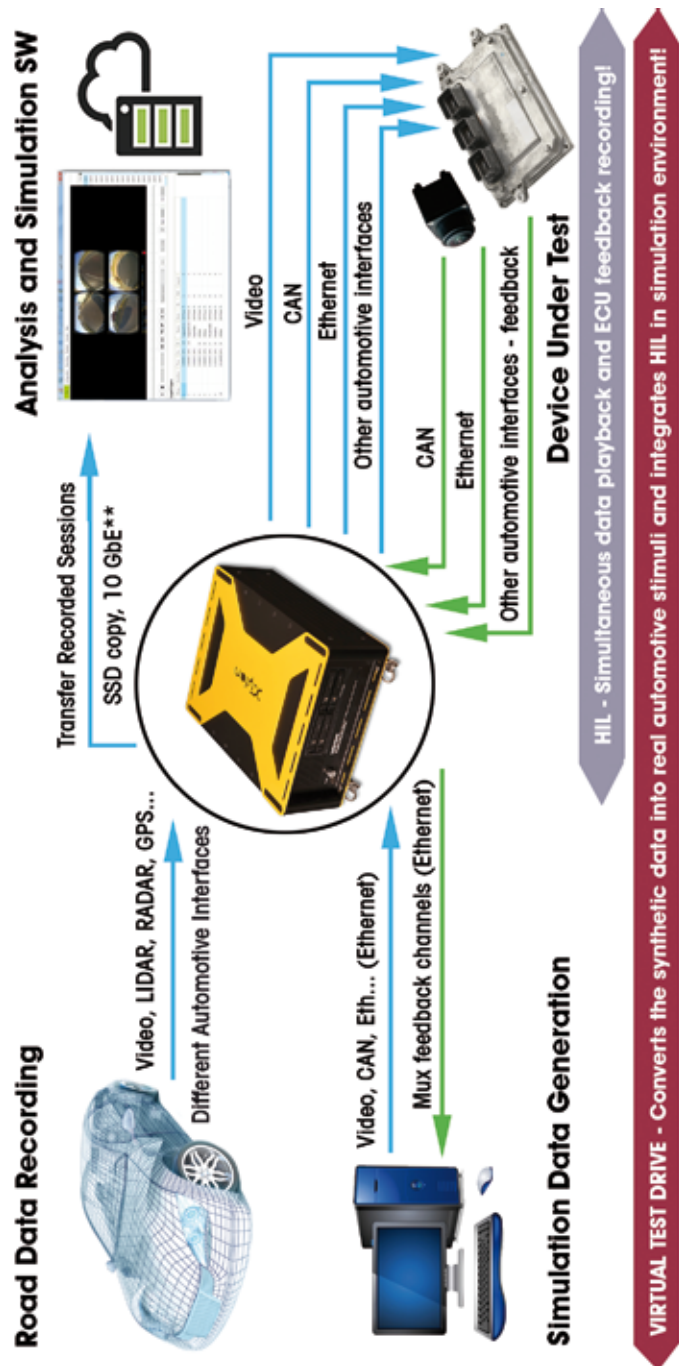 Road Data Recording
Analysis and Simulation SW
Transfer Recorded Sessions
SSD copy, 10 GbE**
Video, LIDAR, RADAR, GPS...
Different Automotive Interfaces
Video
CAN
Ethernet
Other automotive interfaces
Video, CAN, Eth... (Ethernet)
Mux feedback channels (Ethernet)
CAN
Ethernet
Other automotive interfaces - feedback
Simulation Data Generation
Device Under Test
HIL - Simultaneous data playback and ECU feedback recording!
VIRTUAL TEST DRIVE - Converts the synthetic data into real automotive stimuli and integrates HIL in simulation environment!